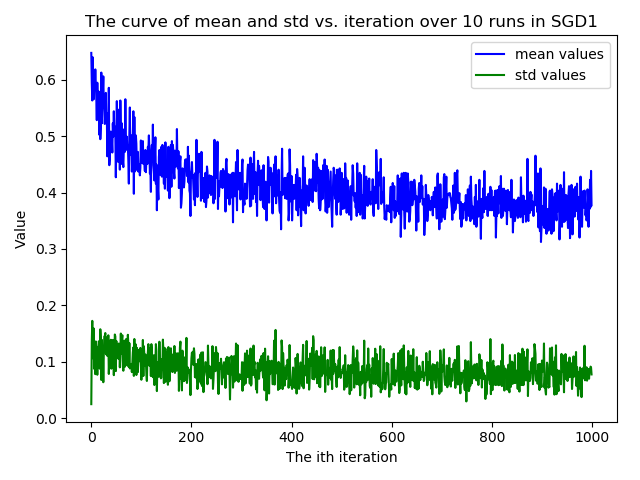 The curve of mean and std vs. iteration over 10 runs in SGD1
mean values
std values
0.6
0.5
0.4
0.3
0.2
0.1
0.0
Value
0 200 400 600 800 1000
The ith iteration